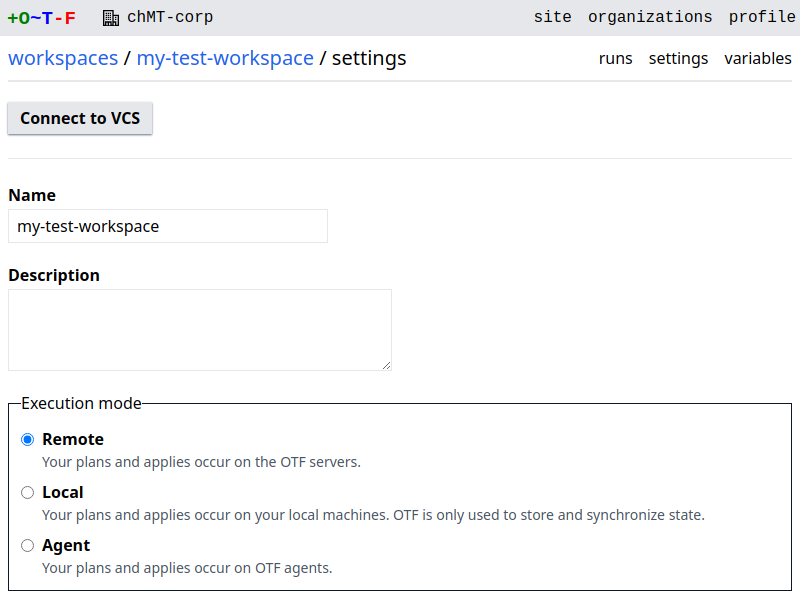 +O~T-F chMT-corp site organizations profile
workspaces / my-test-workspace / settings runs settings variables
Connect to VCS
Name
my-test-workspace
Description
Execution mode
Remote
Your plans and applies occur on the OTF servers.
Local
Your plans and applies occur on your local machines. OTF is only used to store and synchronize state.
Agent
Your plans and applies occur on OTF agents.